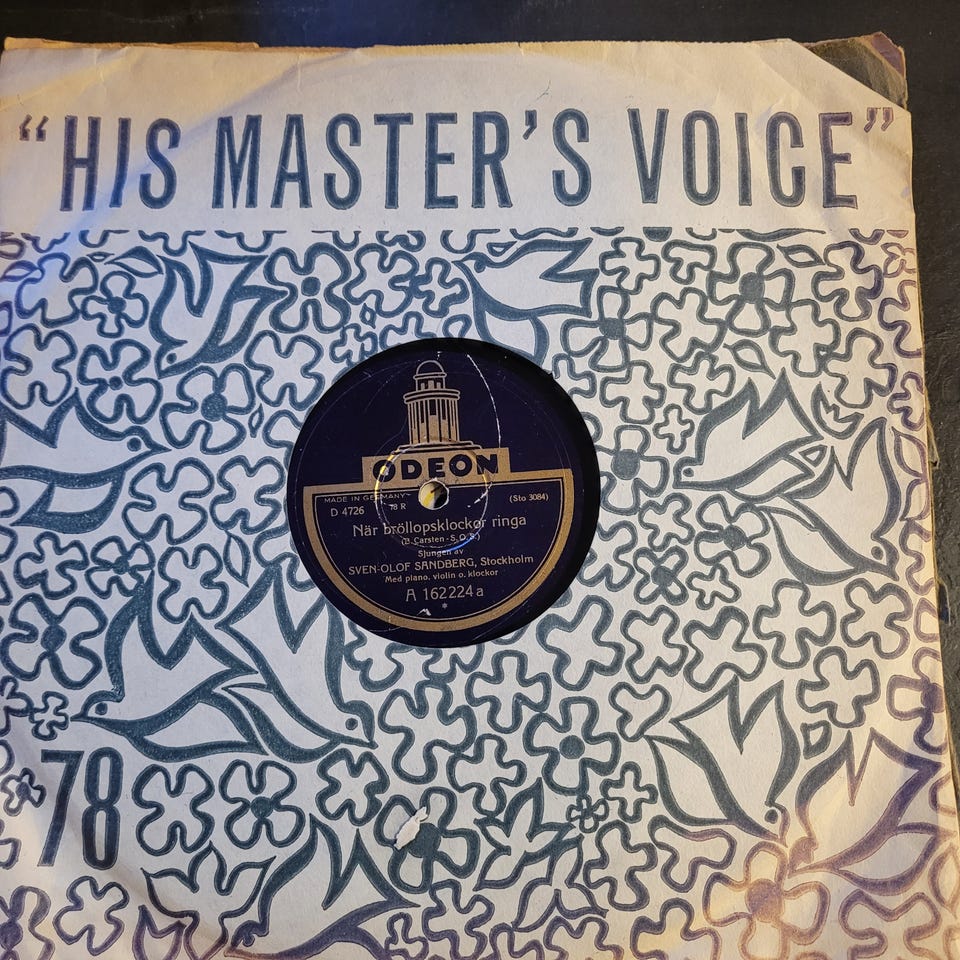 “HIS MASTER’S VOICE”
ODEON
MADE IN GERMANY
D 4726
78 R
(Sto 3084)
När bröllopsklockor ringa
(E. Carsten - S.O.S.)
Sjungen av
SVEN-OLOF SANDBERG, Stockholm
Med piano, violin o. klockor
A 162224 a
*
78